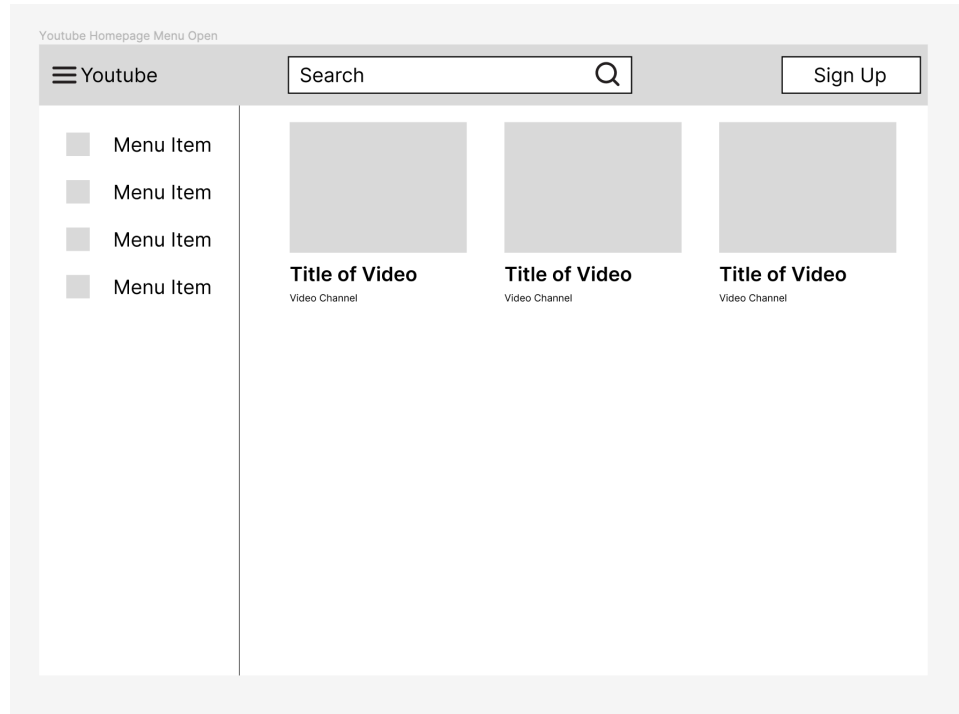 Youtube Homepage Menu Open
Youtube
Search
Sign Up
Menu Item
Menu Item
Menu Item
Menu Item
Title of Video
Video Channel
Title of Video
Video Channel
Title of Video
Video Channel